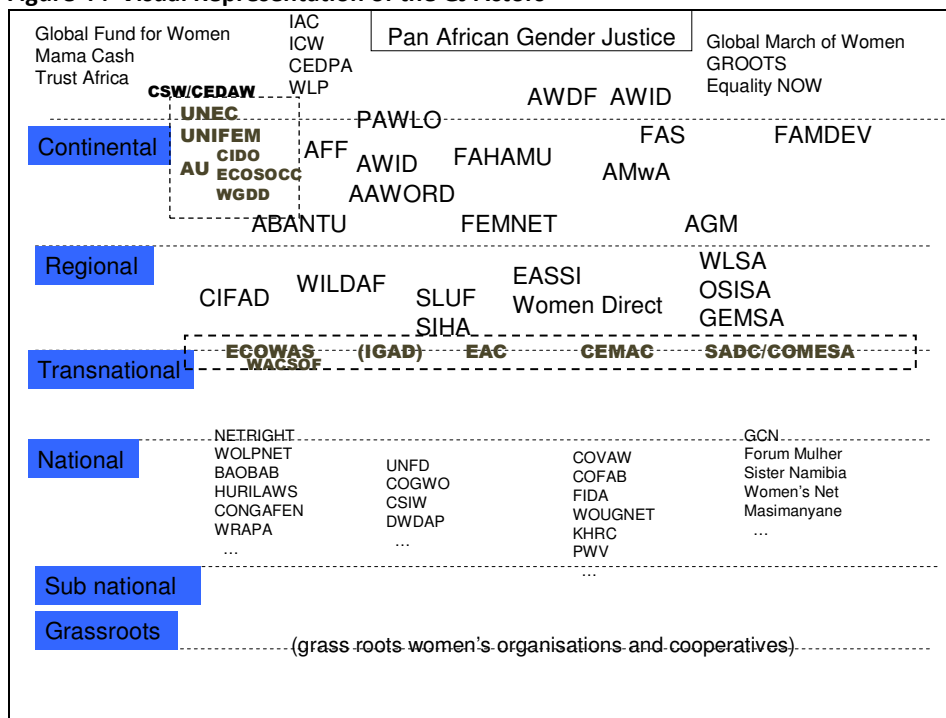 Global Fund for Women
Mama Cash
Trust Africa
IAC
ICW
CEDPA
WLP
Pan African Gender Justice
Global March of Women
GROOTS
Equality NOW
CSW/CEDAW
UNEC
UNIFEM
AU
CIDO
ECOSOCC
WGDD
AWDF AWID
Continental
PAWLO
AFF
AWID
AAWORD
FAHAMU
FAS
AMwA
FAMDEV
ABANTU
FEMNET
AGM
Regional
CIFAD
WILDAF
SLUF
SIHA
EASSI
Women Direct
WLSA
OSISA
GEMSA
Transnational
ECOWAS
WACSOF
(IGAD)
EAC
CEMAC
SADC/COMESA
National
NETRIGHT
WOLPNET
BAOBAB
HURILAWS
CONGAFEN
WRAPA
…
UNFD
COGWO
CSIW
DWDAP
…
COVAW
COFAB
FIDA
WOUGNET
KHRC
PWV
…
GCN
Forum Mulher
Sister Namibia
Women's Net
Masimanyane
…
Sub national
Grassroots
(grass roots women's organisations and cooperatives)